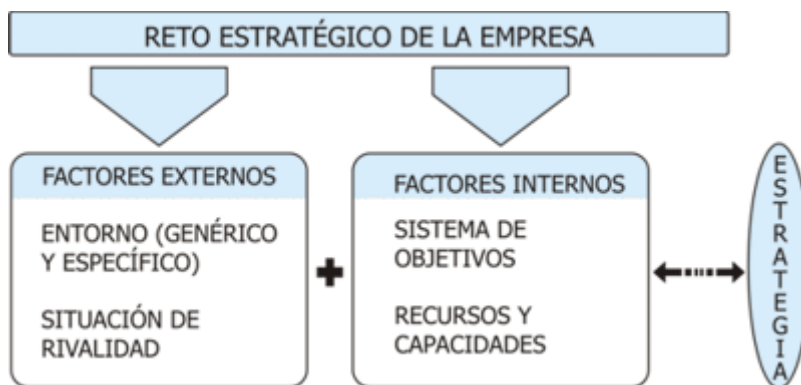 RETO ESTRATÉGICO DE LA EMPRESA
FACTORES EXTERNOS
ENTORNO (GENÉRICO
Y ESPECÍFICO)
SITUACIÓN DE
RIVALIDAD
+
FACTORES INTERNOS
SISTEMA DE
OBJETIVOS
RECURSOS Y
CAPACIDADES
ESTRATEGIA